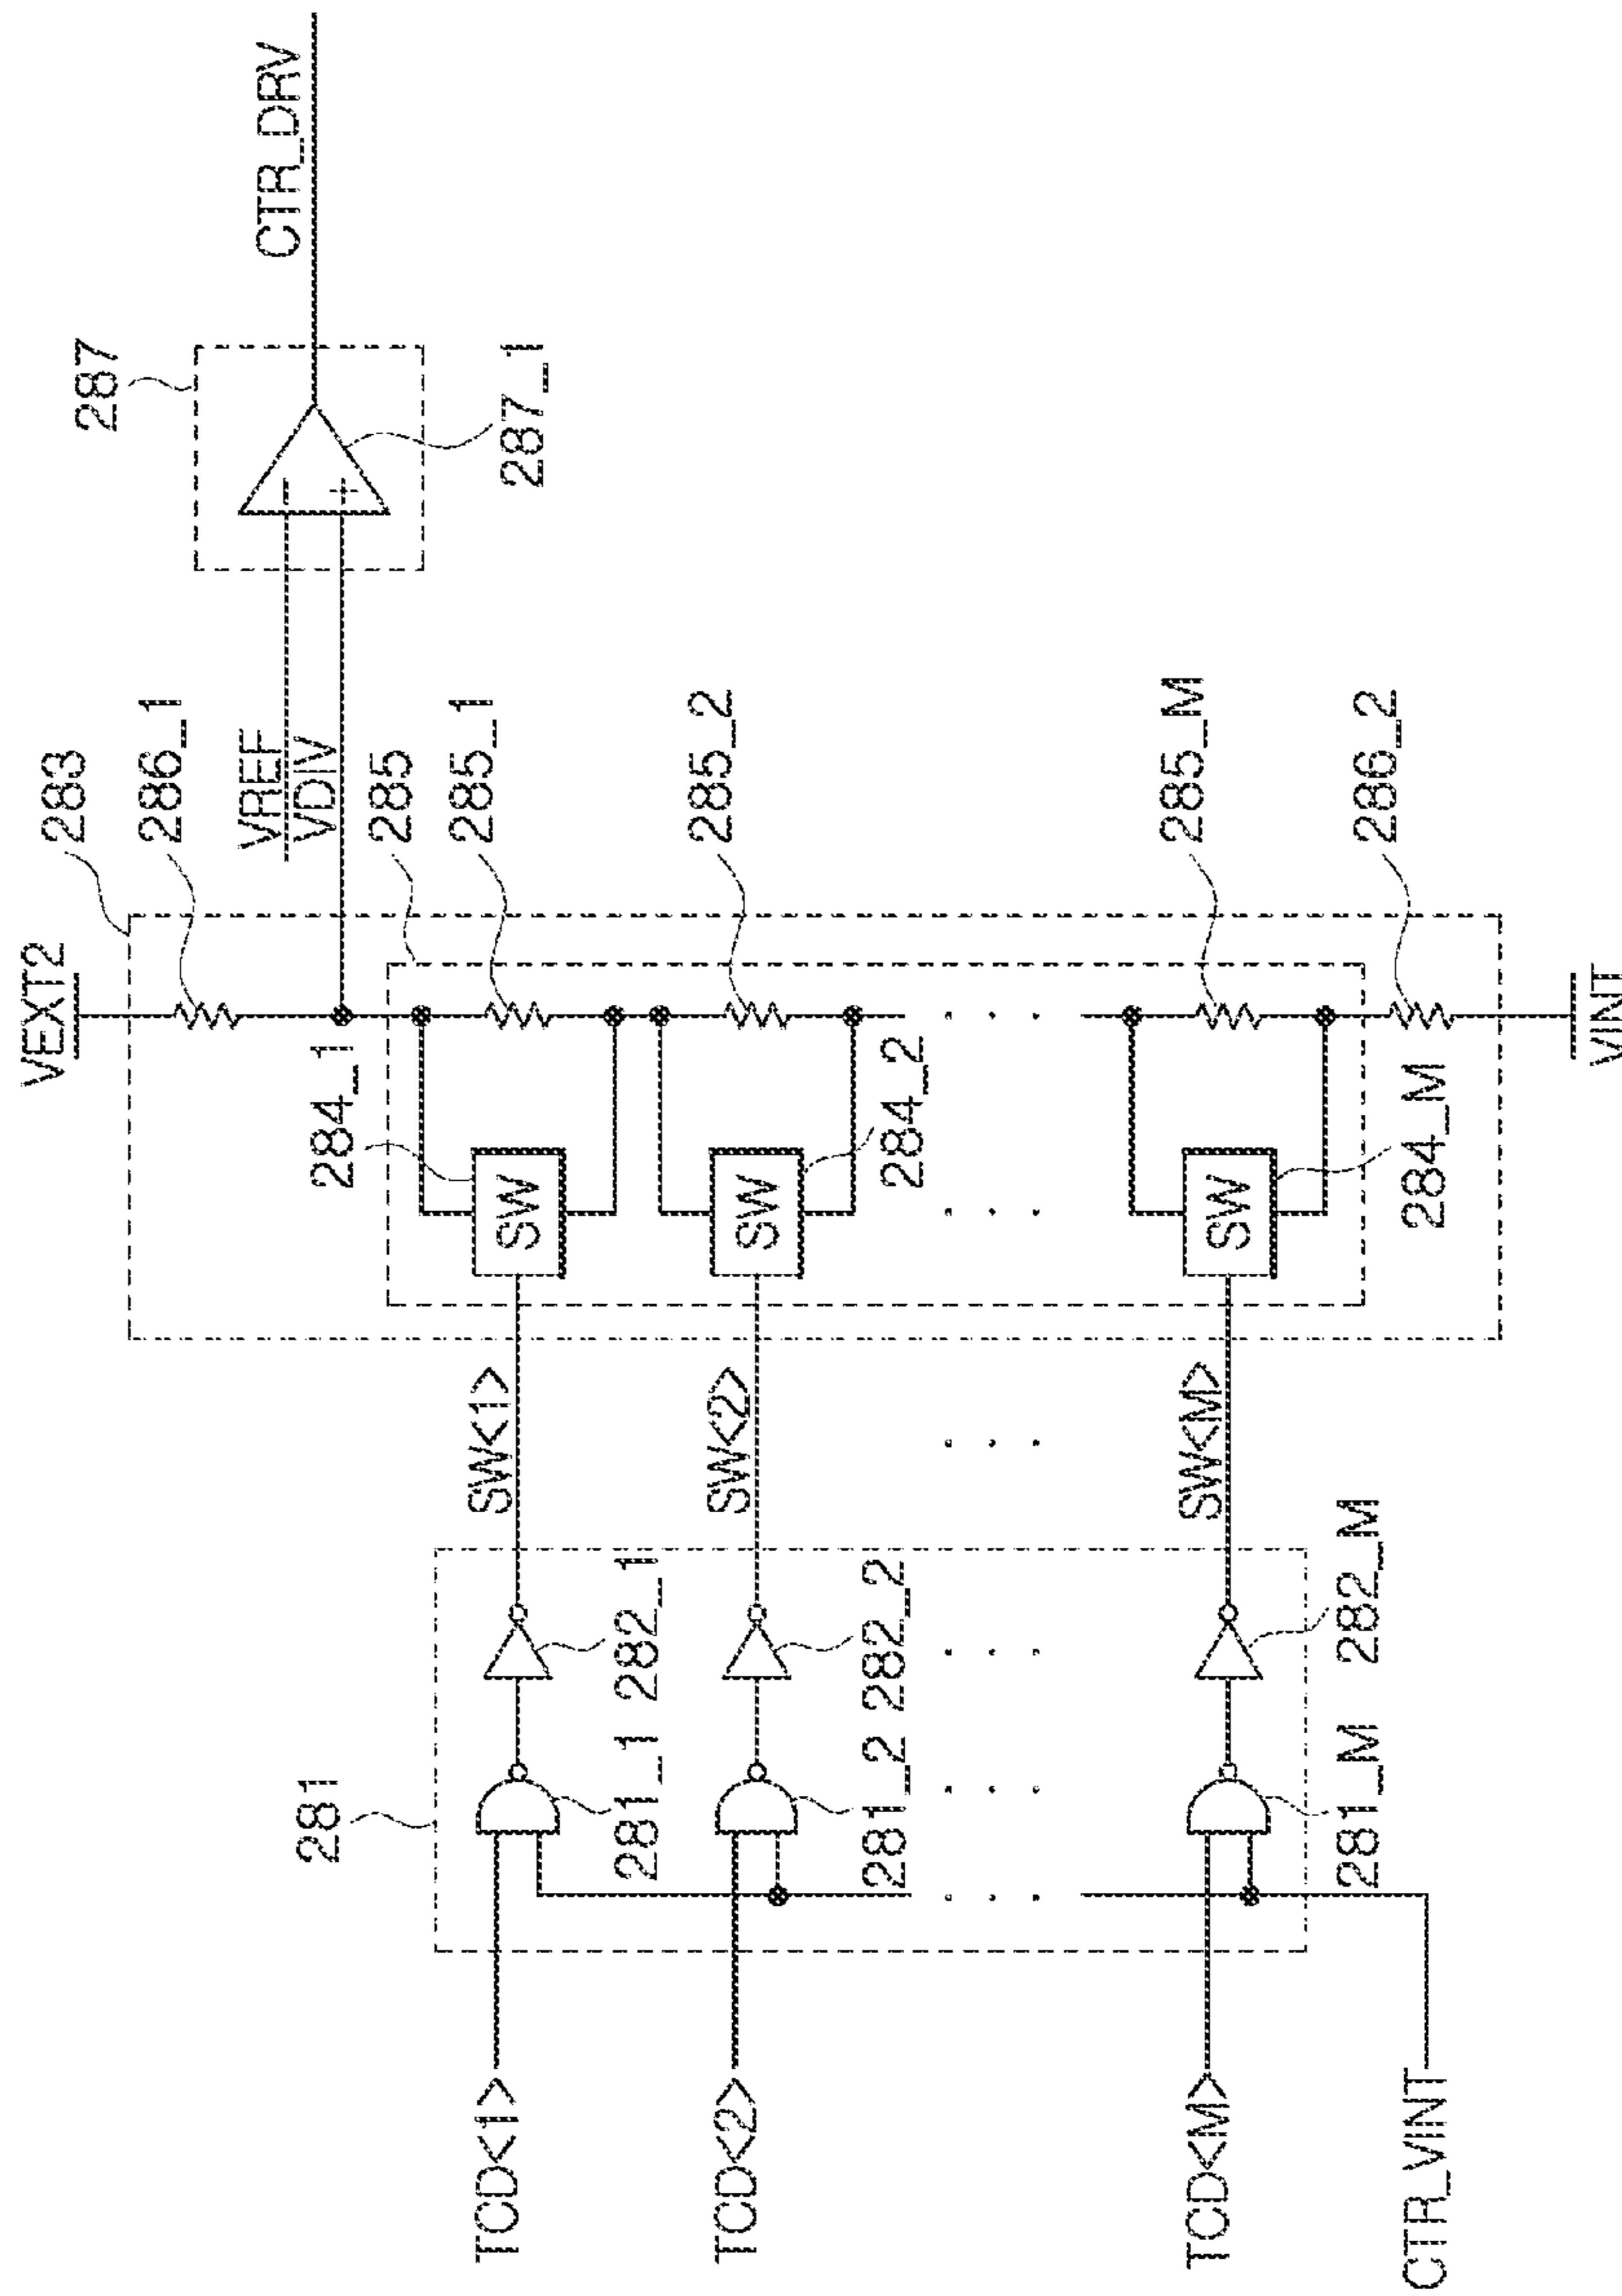 VEXT2
283
286_1
VREF
VDIV
287
287_1
CTR_DRV
285
285_1
284_1
SW
285_2
284_2
SW
285_M
284_M
SW
286_2
VINT
SW<1>
SW<2>
SW<M>
281
282_1
281_1
282_2
281_2
282_M
281_M
TCD<1>
TCD<2>
TCD<M>
CTR_VINT